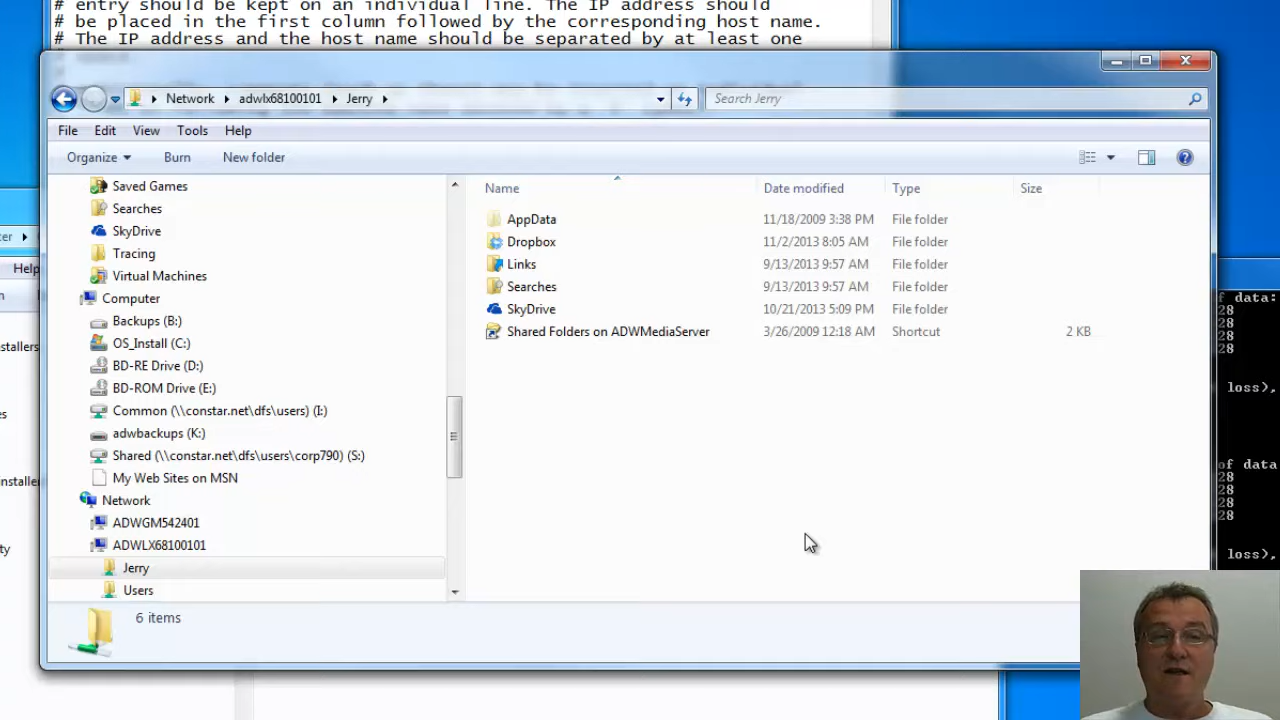 # entry should be kept on an individual line. The IP address should
# be placed in the first column followed by the corresponding host name.
# The IP address and the host name should be separated by at least one
Network adwlx68100101 Jerry
Search Jerry
File Edit View Tools Help
Organize Burn New folder
Name Date modified Type Size
Saved Games
Searches
SkyDrive
Tracing
Virtual Machines
Computer
Backups (B:)
OS_Install (C:)
BD-RE Drive (D:)
BD-ROM Drive (E:)
Common (\\constar.net\dfs\users) (I:)
adwbackups (K:)
Shared (\\constar.net\dfs\users\corp790) (S:)
My Web Sites on MSN
Network
ADWGM542401
ADWLX68100101
Jerry
Users
AppData 11/18/2009 3:38 PM File folder
Dropbox 11/2/2013 8:05 AM File folder
Links 9/13/2013 9:57 AM File folder
Searches 9/13/2013 9:57 AM File folder
SkyDrive 10/21/2013 5:09 PM File folder
Shared Folders on ADWMediaServer 3/26/2009 12:18 AM Shortcut 2 KB
6 items
Help
f data:
28
28
28
28
loss),
of data
28
28
28
28
loss),